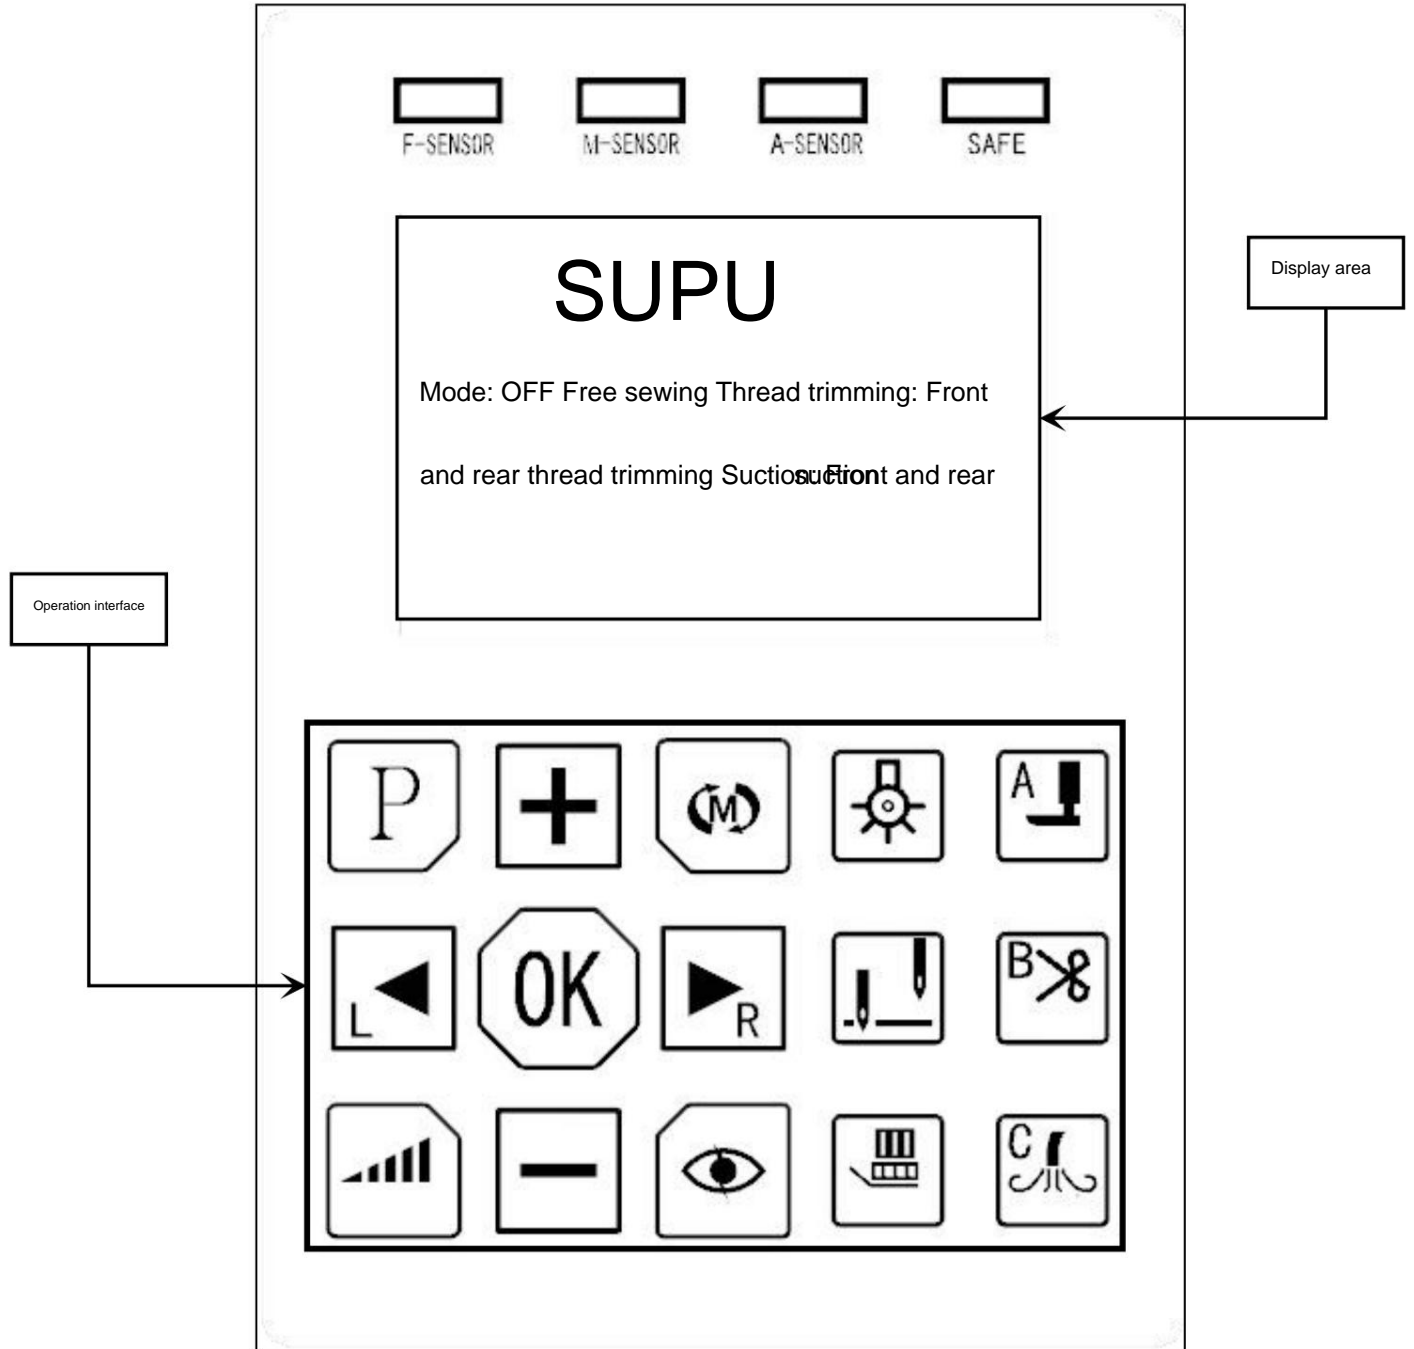 F-SENSOR M-SENSOR A-SENSOR SAFE
SUPU
Display area
Mode: OFF Free sewing Thread trimming: Front
and rear thread trimming Suction: Front and rear
suction
Operation interface
P
M
A
L
OK
R
B
C